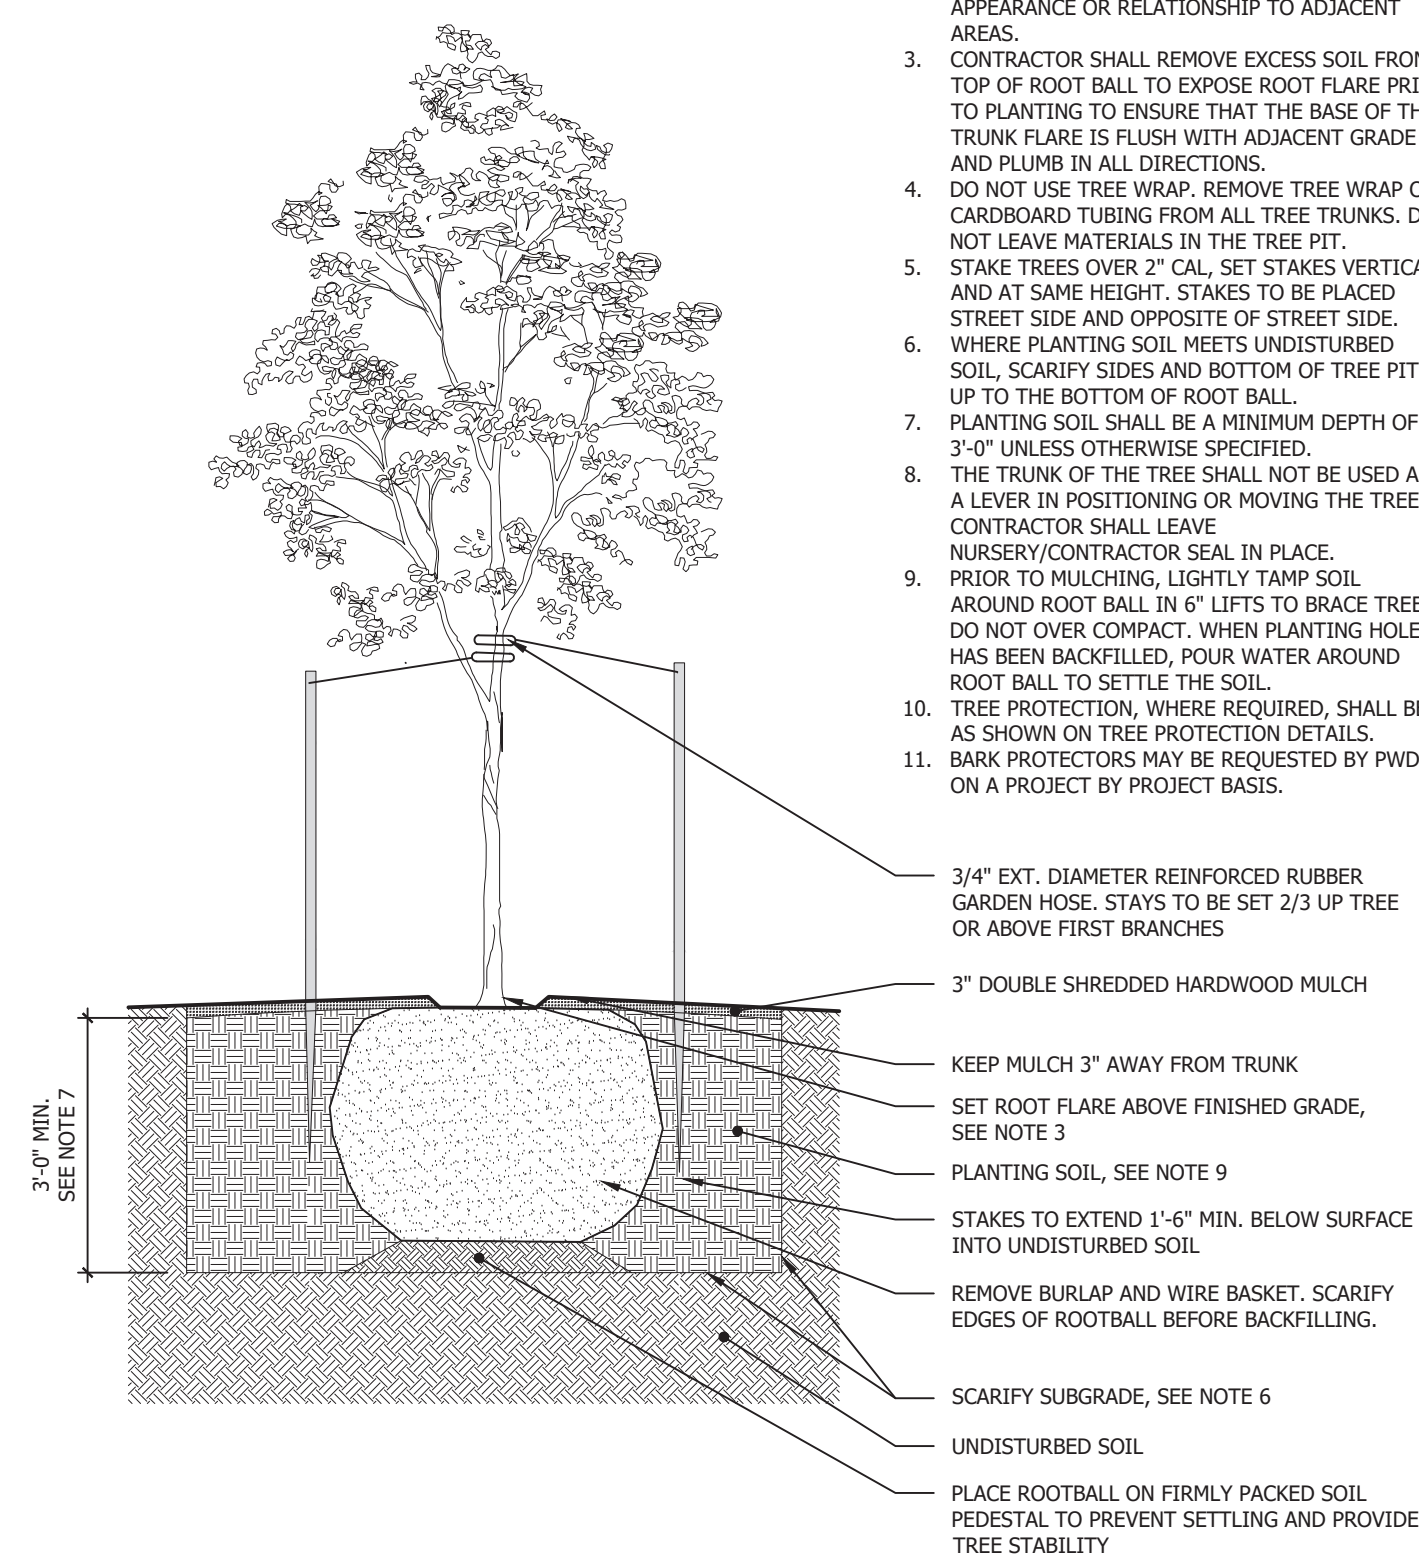 APPEARANCE OR RELATIONSHIP TO ADJACENT
AREAS.
3. CONTRACTOR SHALL REMOVE EXCESS SOIL FROM
TOP OF ROOT BALL TO EXPOSE ROOT FLARE PRI
TO PLANTING TO ENSURE THAT THE BASE OF TH
TRUNK FLARE IS FLUSH WITH ADJACENT GRADE
AND PLUMB IN ALL DIRECTIONS.
4. DO NOT USE TREE WRAP. REMOVE TREE WRAP
CARDBOARD TUBING FROM ALL TREE TRUNKS. D
NOT LEAVE MATERIALS IN THE TREE PIT.
5. STAKE TREES OVER 2" CAL, SET STAKES VERTICA
AND AT SAME HEIGHT. STAKES TO BE PLACED
STREET SIDE AND OPPOSITE OF STREET SIDE.
6. WHERE PLANTING SOIL MEETS UNDISTURBED
SOIL, SCARIFY SIDES AND BOTTOM OF TREE PIT
UP TO THE BOTTOM OF ROOT BALL.
7. PLANTING SOIL SHALL BE A MINIMUM DEPTH OF
3'-0" UNLESS OTHERWISE SPECIFIED.
8. THE TRUNK OF THE TREE SHALL NOT BE USED A
A LEVER IN POSITIONING OR MOVING THE TREE
CONTRACTOR SHALL LEAVE
NURSERY/CONTRACTOR SEAL IN PLACE.
9. PRIOR TO MULCHING, LIGHTLY TAMP SOIL
AROUND ROOT BALL IN 6" LIFTS TO BRACE TREE
DO NOT OVER COMPACT. WHEN PLANTING HOLE
HAS BEEN BACKFILLED, POUR WATER AROUND
ROOT BALL TO SETTLE THE SOIL.
10. TREE PROTECTION, WHERE REQUIRED, SHALL BE
AS SHOWN ON TREE PROTECTION DETAILS.
11. BARK PROTECTORS MAY BE REQUESTED BY PWD
ON A PROJECT BY PROJECT BASIS.
3/4" EXT. DIAMETER REINFORCED RUBBER
GARDEN HOSE. STAYS TO BE SET 2/3 UP TREE
OR ABOVE FIRST BRANCHES
3" DOUBLE SHREDDED HARDWOOD MULCH
KEEP MULCH 3" AWAY FROM TRUNK
SET ROOT FLARE ABOVE FINISHED GRADE,
SEE NOTE 3
PLANTING SOIL, SEE NOTE 9
STAKES TO EXTEND 1'-6" MIN. BELOW SURFACE
INTO UNDISTURBED SOIL
REMOVE BURLAP AND WIRE BASKET. SCARIFY
EDGES OF ROOTBALL BEFORE BACKFILLING.
SCARIFY SUBGRADE, SEE NOTE 6
UNDISTURBED SOIL
PLACE ROOTBALL ON FIRMLY PACKED SOIL
PEDESTAL TO PREVENT SETTLING AND PROVIDE
TREE STABILITY
3'-0" MIN.
SEE NOTE 7